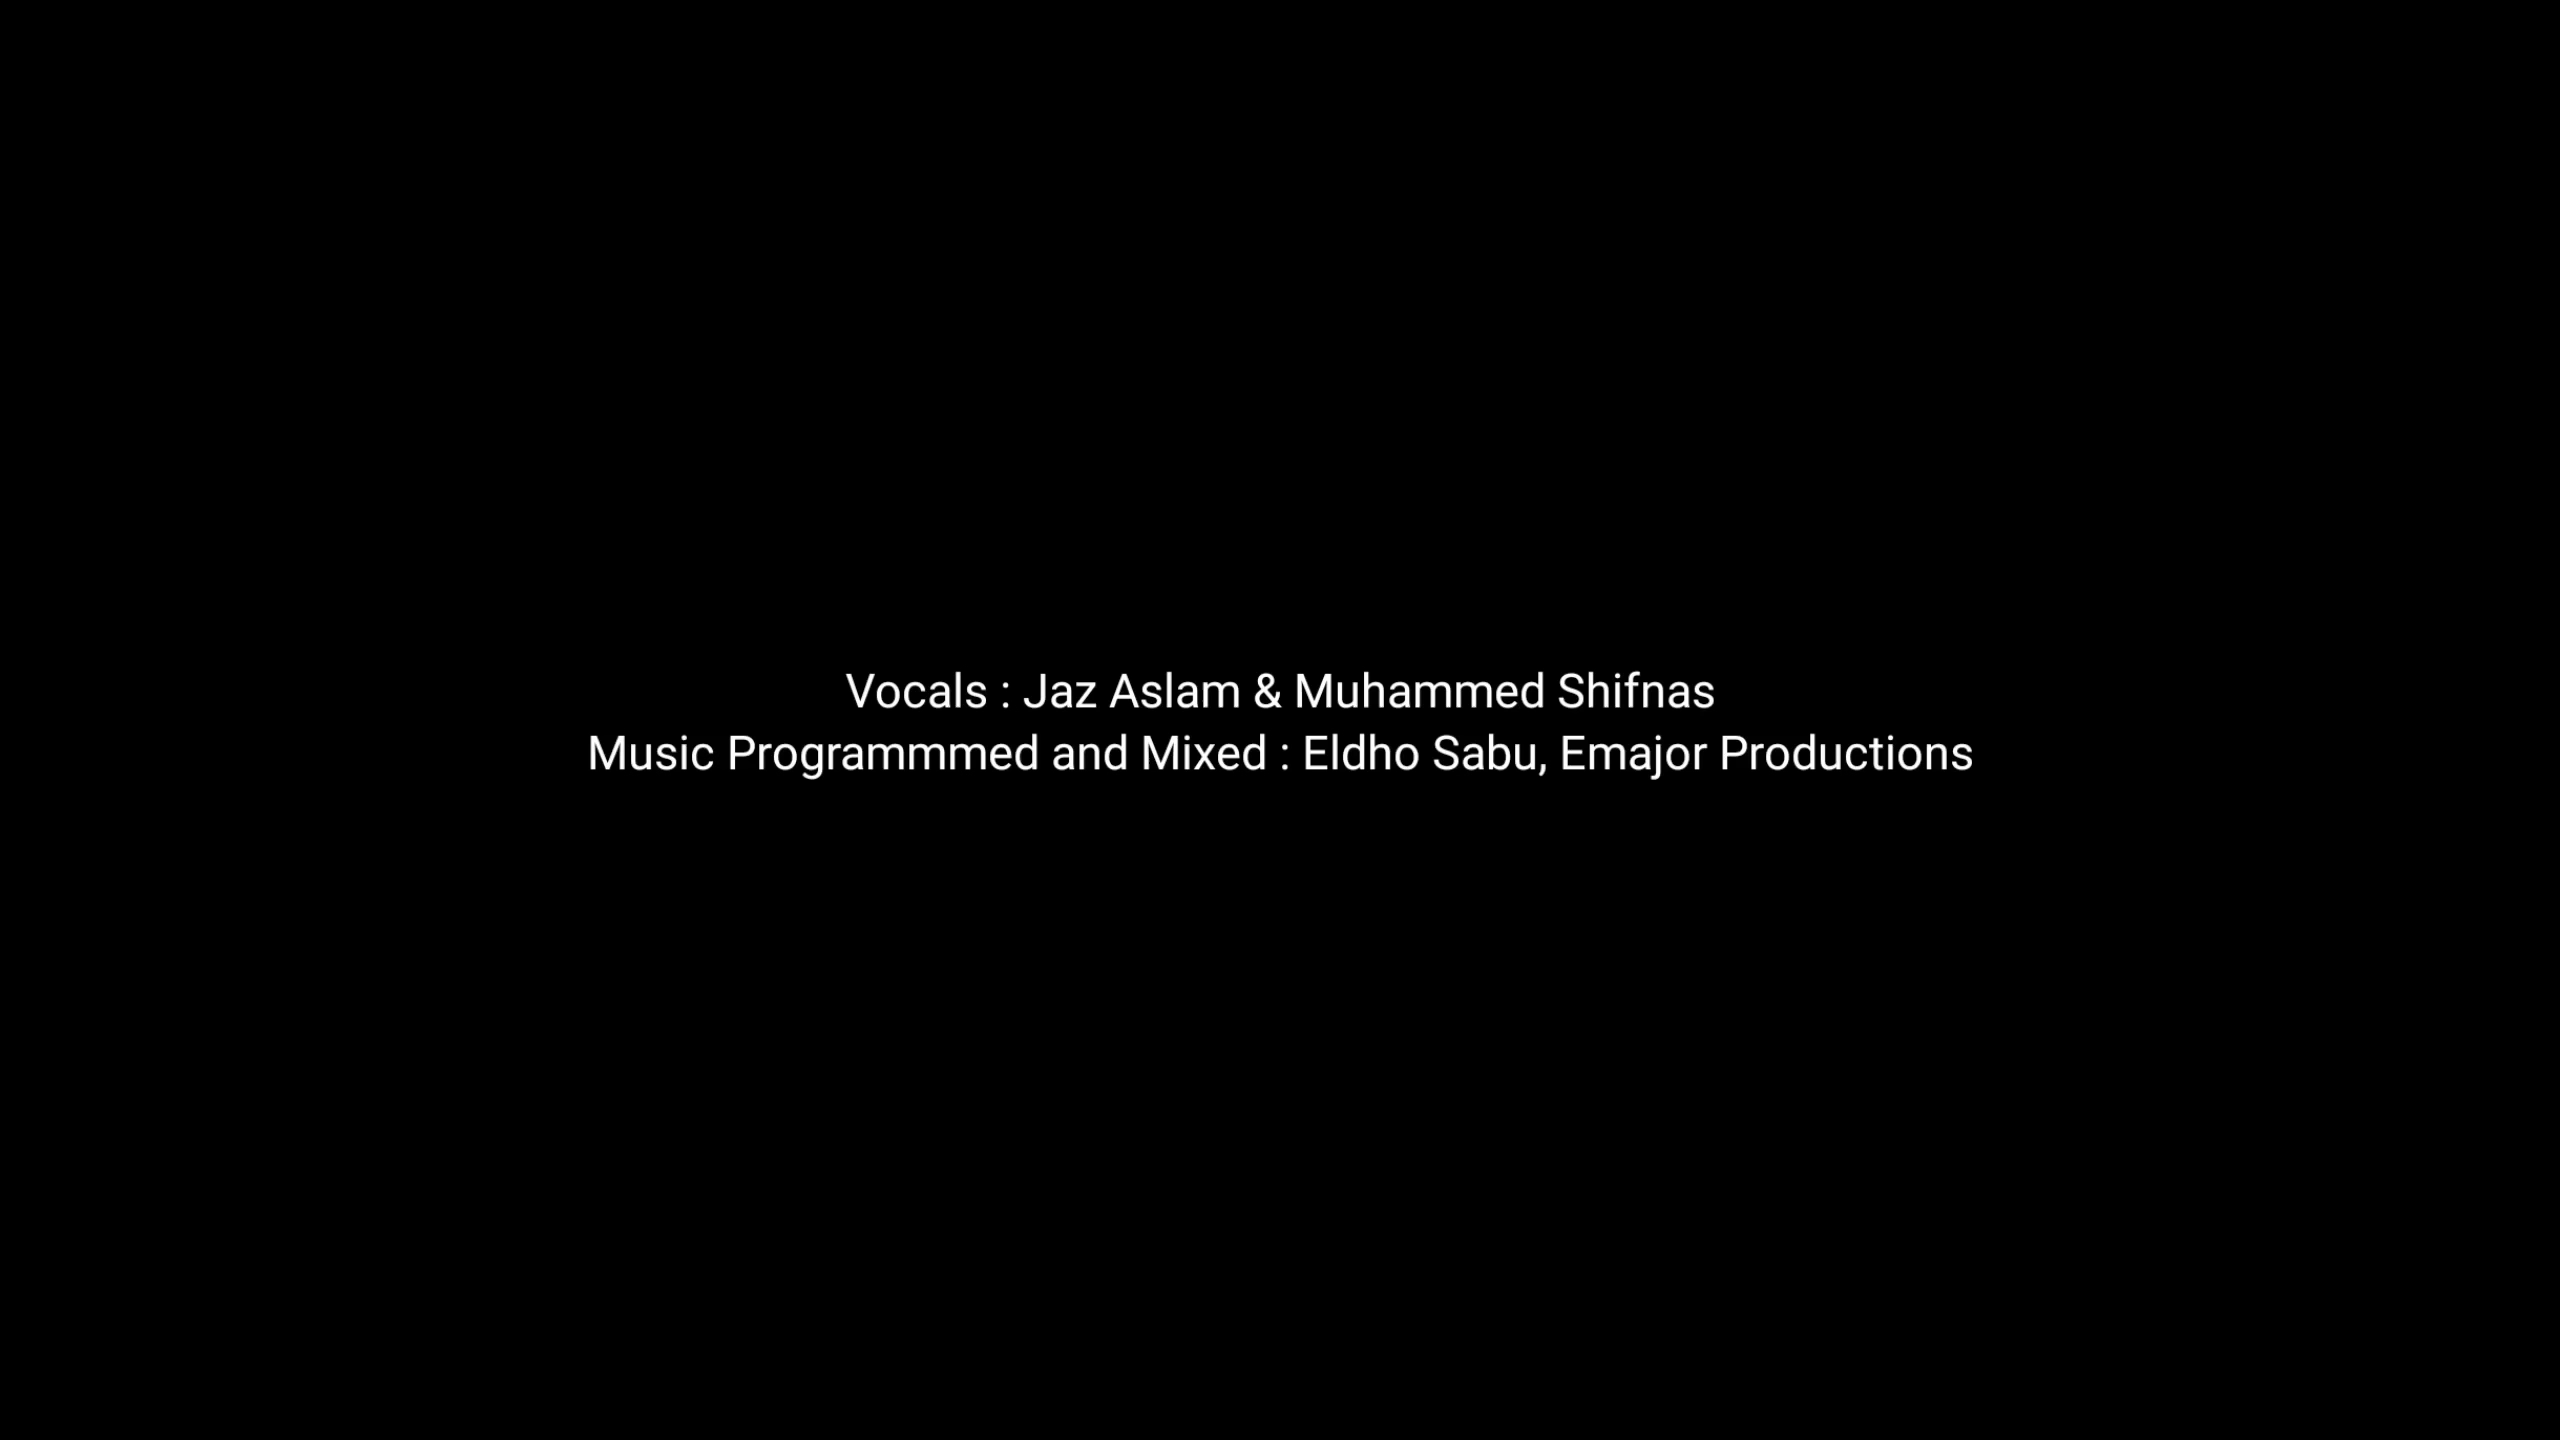 Vocals : Jaz Aslam & Muhammed Shifnas
Music Programmmed and Mixed : Eldho Sabu, Emajor Productions